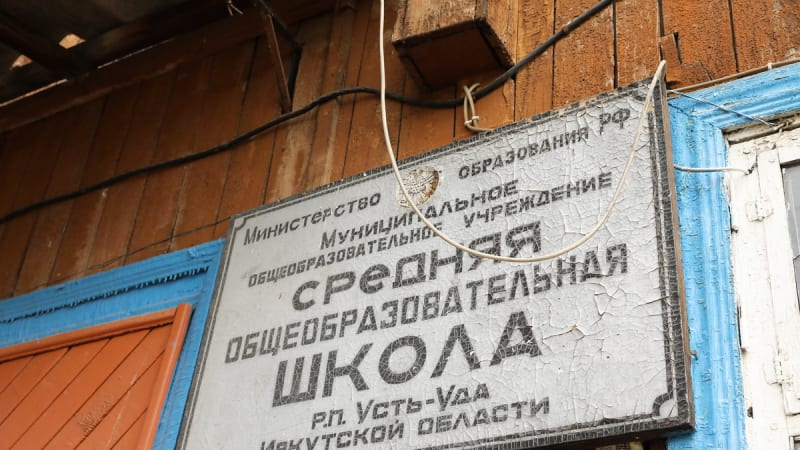 Министерство образования РФ
Муниципальное
общеобразовательное учреждение
средняя
общеобразовательная
школа
р.п. Усть-Уда
Иркутской области